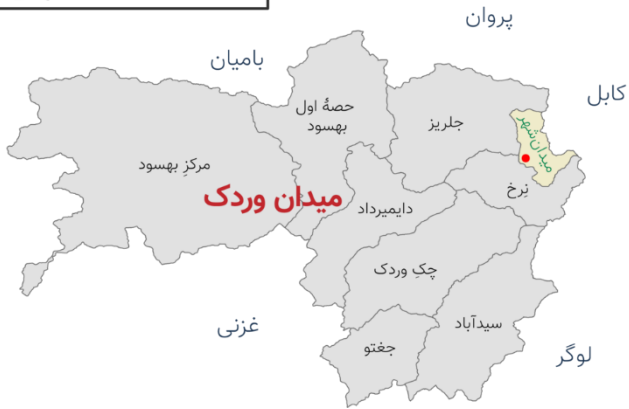 پروان
بامیان
کابل
حصهٔ اول
بهسود
جلریز
میدان‌شهر
مرکزِ بهسود
نِرخ
میدان وردک
دایمیرداد
چکِ وردک
غزنی
سیدآباد
جغتو
لوگر